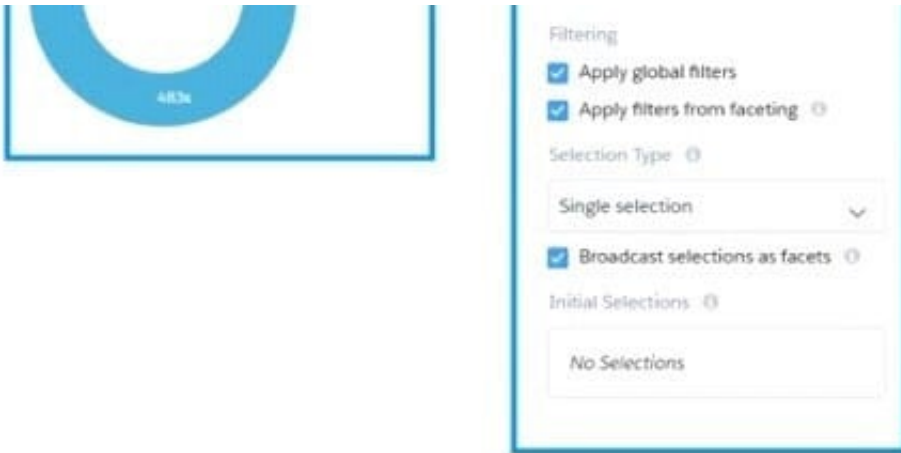 483k
Filtering
Apply global filters
Apply filters from faceting
Selection Type
Single selection
Broadcast selections as facets
Initial Selections
No Selections